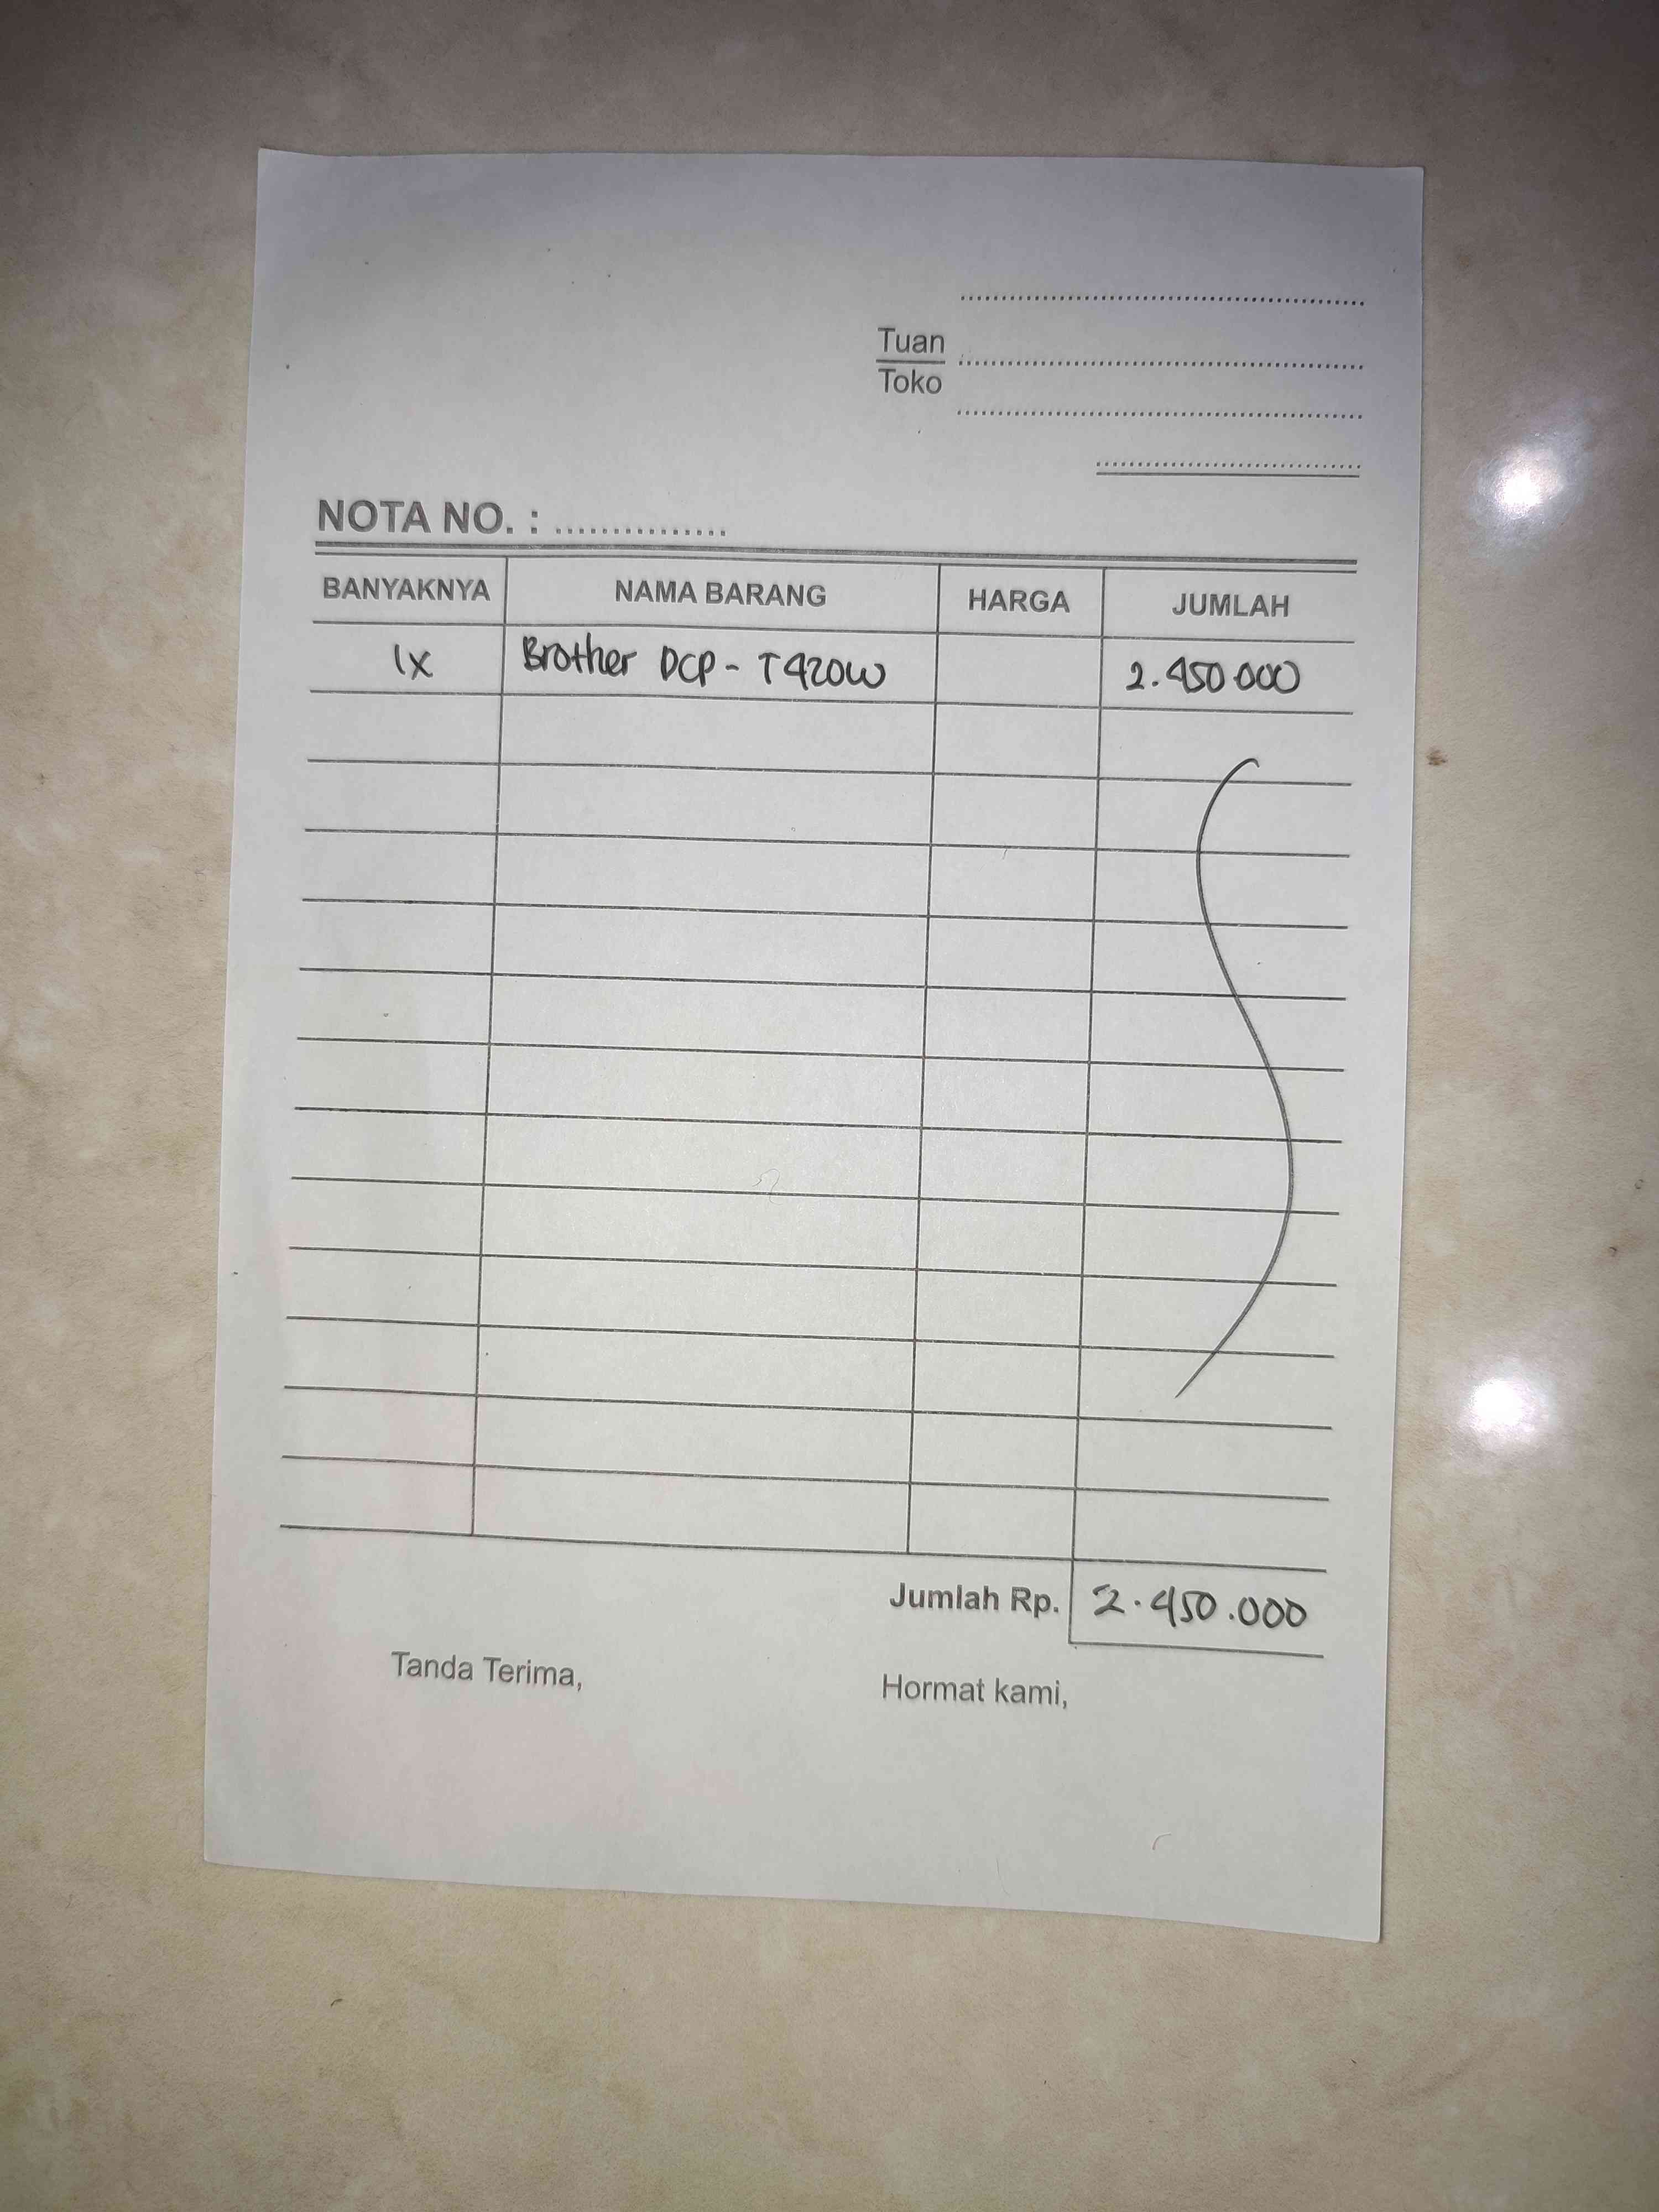 Tuan
Toko
NOTA NO. : ...............
BANYAKNYA NAMA BARANG HARGA JUMLAH
1x Brother DCP - T420W 2.450.000
Jumlah Rp. 2.450.000
Tanda Terima, Hormat kami,